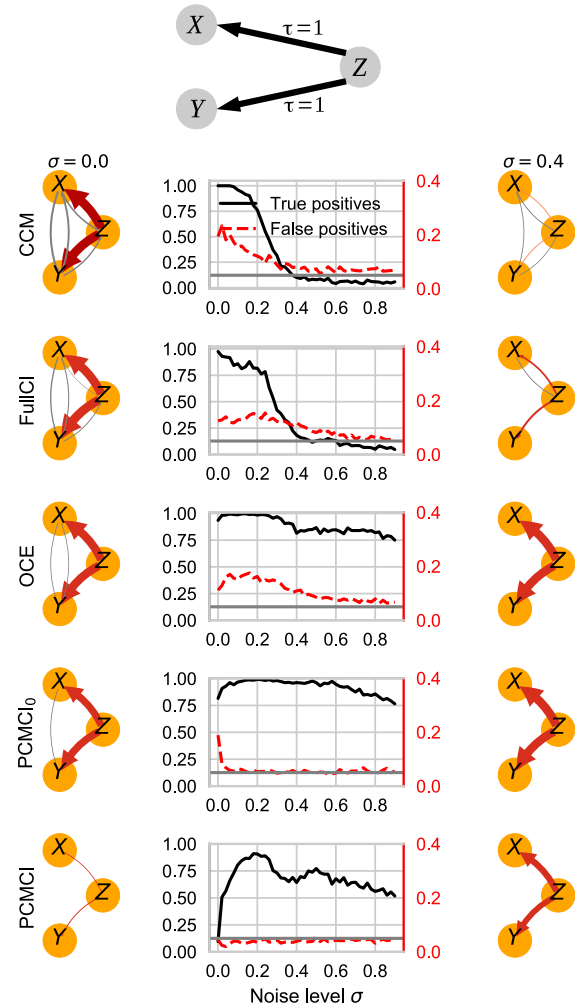 X
τ=1
Z
τ=1
Y
σ = 0.0
σ = 0.4
CCM
X
Z
Y
1.00
0.75
0.50
0.25
0.00
True positives
False positives
0.4
0.2
0.0
0.0 0.2 0.4 0.6 0.8
X
Z
Y
FullCI
X
Z
Y
1.00
0.75
0.50
0.25
0.00
0.4
0.2
0.0
0.0 0.2 0.4 0.6 0.8
X
Z
Y
OCE
X
Z
Y
1.00
0.75
0.50
0.25
0.00
0.4
0.2
0.0
0.0 0.2 0.4 0.6 0.8
X
Z
Y
PCMCI₀
X
Z
Y
1.00
0.75
0.50
0.25
0.00
0.4
0.2
0.0
0.0 0.2 0.4 0.6 0.8
X
Z
Y
PCMCI
X
Z
Y
1.00
0.75
0.50
0.25
0.00
0.4
0.2
0.0
0.0 0.2 0.4 0.6 0.8
X
Z
Y
Noise level σ